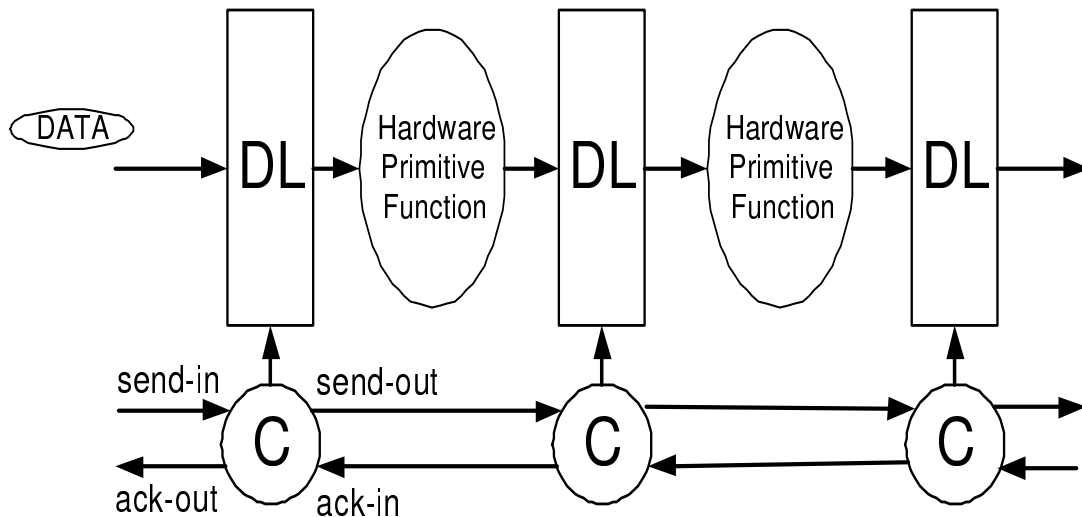 DATA
DL
Hardware
Primitive
Function
DL
Hardware
Primitive
Function
DL
send-in
send-out
C
C
C
ack-out
ack-in